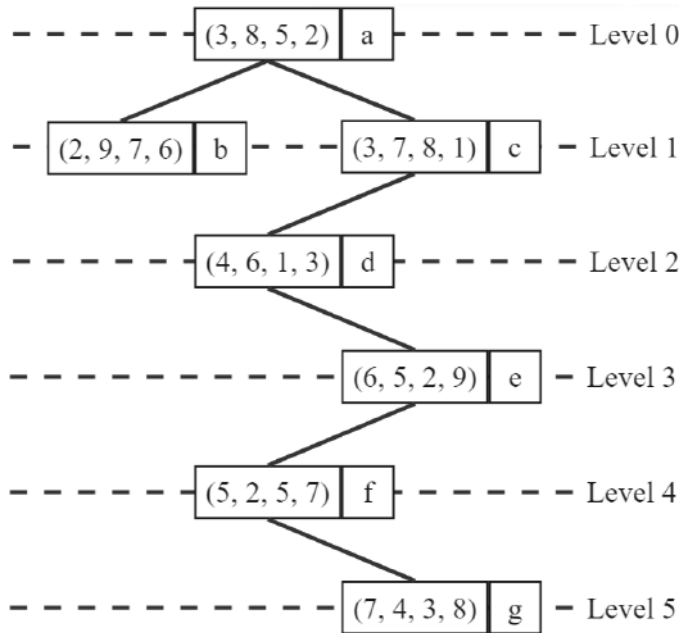 (3, 8, 5, 2) a Level 0
(2, 9, 7, 6) b (3, 7, 8, 1) c Level 1
(4, 6, 1, 3) d Level 2
(6, 5, 2, 9) e Level 3
(5, 2, 5, 7) f Level 4
(7, 4, 3, 8) g Level 5